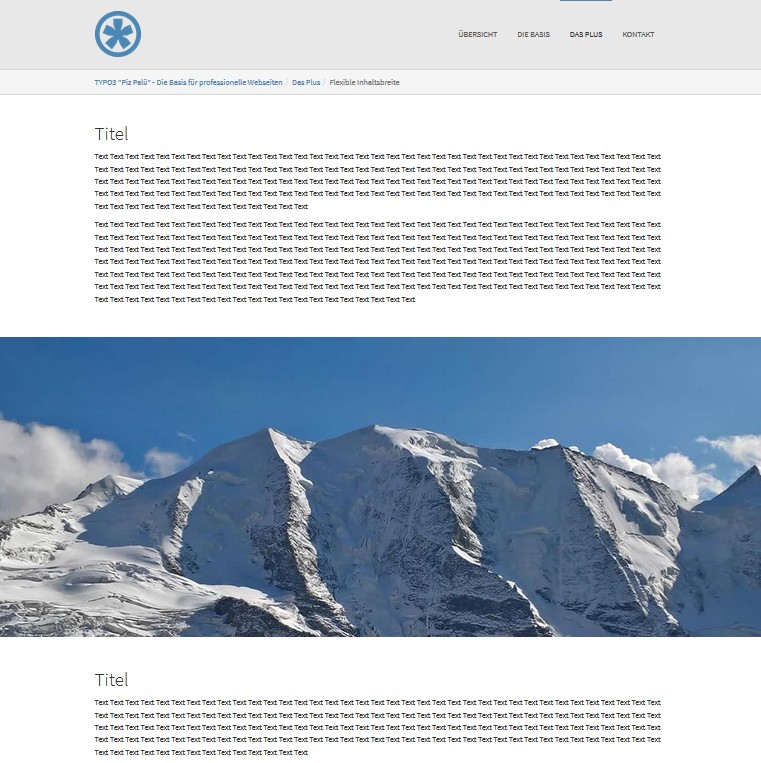 ÜBERSICHT DIE BASIS DAS PLUS KONTAKT
TYPO3 "Piz Palü" - Die Basis für professionelle Webseiten / Das Plus / Flexible Inhaltsbreite
Titel
Text Text Text Text Text Text Text Text Text Text Text Text Text Text Text Text Text Text Text Text Text Text Text Text Text Text Text Text Text Text Text Text Text Text Text Text Text
Text Text Text Text Text Text Text Text Text Text Text Text Text Text Text Text Text Text Text Text Text Text Text Text Text Text Text Text Text Text Text Text Text Text Text Text Text
Text Text Text Text Text Text Text Text Text Text Text Text Text Text Text Text Text Text Text Text Text Text Text Text Text Text Text Text Text Text Text Text Text Text Text Text Text
Text Text Text Text Text Text Text Text Text Text Text Text Text Text Text Text Text Text Text Text Text Text Text Text Text Text Text Text Text Text Text Text Text Text Text Text Text
Text Text Text Text Text Text Text Text Text Text Text Text Text Text
Text Text Text Text Text Text Text Text Text Text Text Text Text Text Text Text Text Text Text Text Text Text Text Text Text Text Text Text Text Text Text Text Text Text Text Text Text
Text Text Text Text Text Text Text Text Text Text Text Text Text Text Text Text Text Text Text Text Text Text Text Text Text Text Text Text Text Text Text Text Text Text Text Text Text
Text Text Text Text Text Text Text Text Text Text Text Text Text Text Text Text Text Text Text Text Text Text Text Text Text Text Text Text Text Text Text Text Text Text Text Text Text
Text Text Text Text Text Text Text Text Text Text Text Text Text Text Text Text Text Text Text Text Text Text Text Text Text Text Text Text Text Text Text Text Text Text Text Text Text
Text Text Text Text Text Text Text Text Text Text Text Text Text Text Text Text Text Text Text Text Text Text Text Text Text Text Text Text Text Text Text Text Text Text Text Text Text
Text Text Text Text Text Text Text Text Text Text Text Text Text Text Text Text Text Text Text Text Text Text Text Text Text Text Text Text Text Text Text Text Text Text Text Text Text
Text Text Text Text Text Text Text Text Text Text Text Text Text Text Text Text Text Text Text Text Text
Titel
Text Text Text Text Text Text Text Text Text Text Text Text Text Text Text Text Text Text Text Text Text Text Text Text Text Text Text Text Text Text Text Text Text Text Text Text Text
Text Text Text Text Text Text Text Text Text Text Text Text Text Text Text Text Text Text Text Text Text Text Text Text Text Text Text Text Text Text Text Text Text Text Text Text Text
Text Text Text Text Text Text Text Text Text Text Text Text Text Text Text Text Text Text Text Text Text Text Text Text Text Text Text Text Text Text Text Text Text Text Text Text Text
Text Text Text Text Text Text Text Text Text Text Text Text Text Text Text Text Text Text Text Text Text Text Text Text Text Text Text Text Text Text Text Text Text Text Text Text Text
Text Text Text Text Text Text Text Text Text Text Text Text Text Text